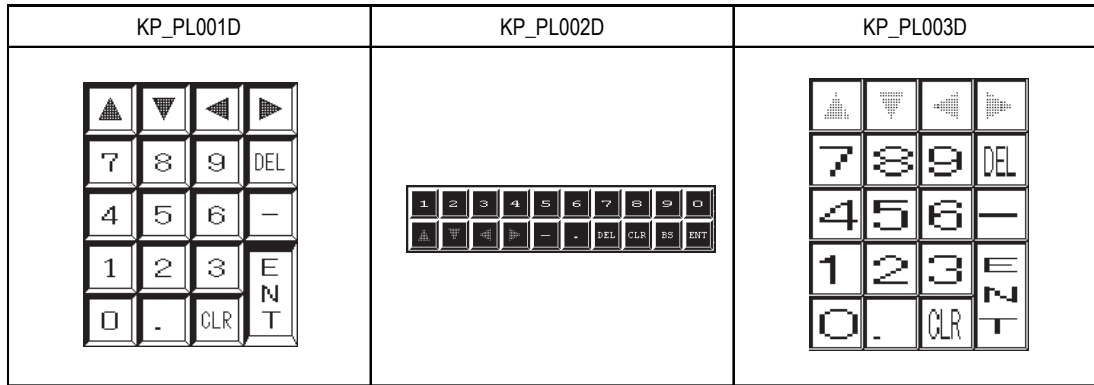 KP_PL001D KP_PL002D KP_PL003D
▲ ▼ ◀ ▶
7 8 9 DEL
4 5 6 -
1 2 3 ENT
0 . CLR
1 2 3 4 5 6 7 8 9 0
▲ ▼ ◀ ▶ - . DEL CLR BS ENT
▲ ▼ ◀ ▶
7 8 9 DEL
4 5 6 -
1 2 3 ENT
0 . CLR